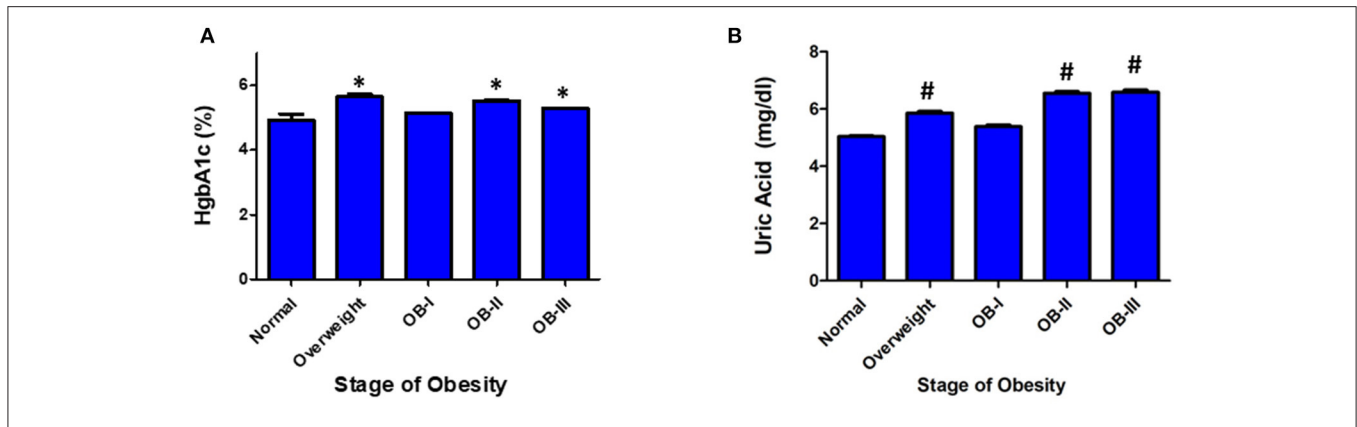 A
HgbA1c (%)
6
4
2
0
*
*
*
Normal
Overweight
OB-I
OB-II
OB-III
Stage of Obesity
B
Uric Acid (mg/dl)
8
6
4
2
0
#
#
#
Normal
Overweight
OB-I
OB-II
OB-III
Stage of Obesity